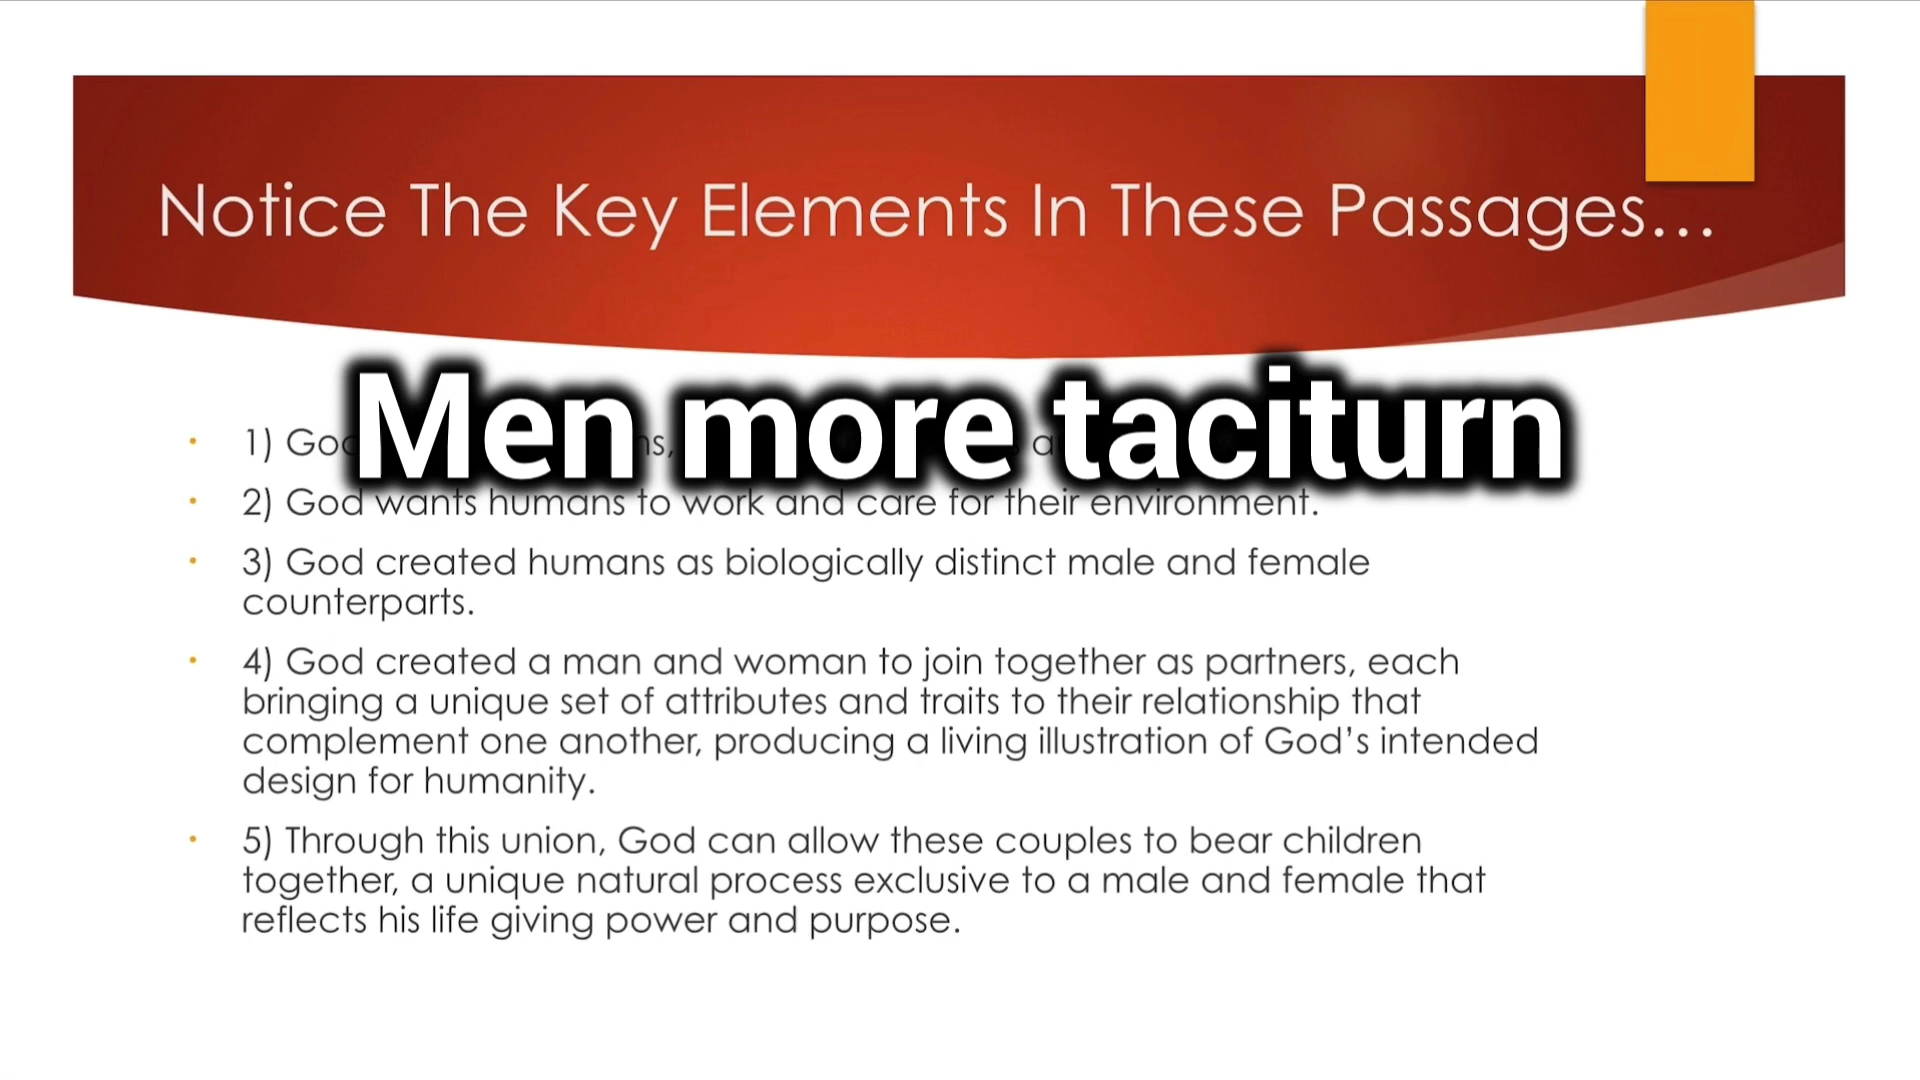 Notice The Key Elements In These Passages...
Men more taciturn
1) God
2) God wants humans to work and care for their environment.
3) God created humans as biologically distinct male and female
counterparts.
4) God created a man and woman to join together as partners, each
bringing a unique set of attributes and traits to their relationship that
complement one another, producing a living illustration of God's intended
design for humanity.
5) Through this union, God can allow these couples to bear children
together, a unique natural process exclusive to a male and female that
reflects his life giving power and purpose.